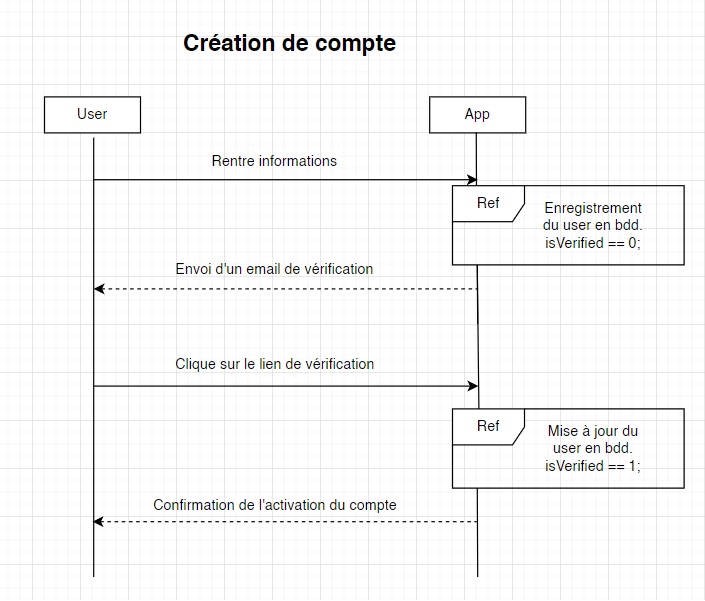 Création de compte
User
App
Rentre informations
Ref
Enregistrement
du user en bdd.
isVerified == 0;
Envoi d'un email de vérification
Clique sur le lien de vérification
Ref
Mise à jour du
user en bdd.
isVerified == 1;
Confirmation de l'activation du compte